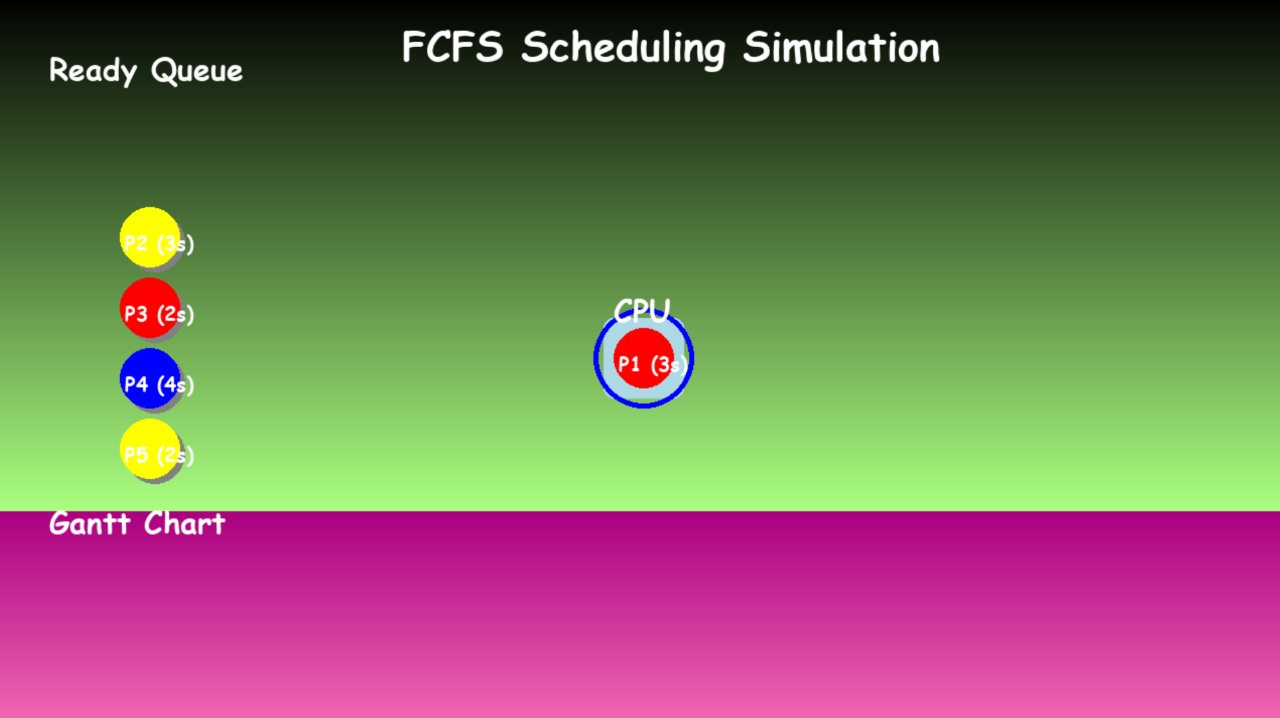 FCFS Scheduling Simulation
Ready Queue
P2 (3s)
P3 (2s)
P4 (4s)
P5 (2s)
CPU
P1 (3s)
Gantt Chart